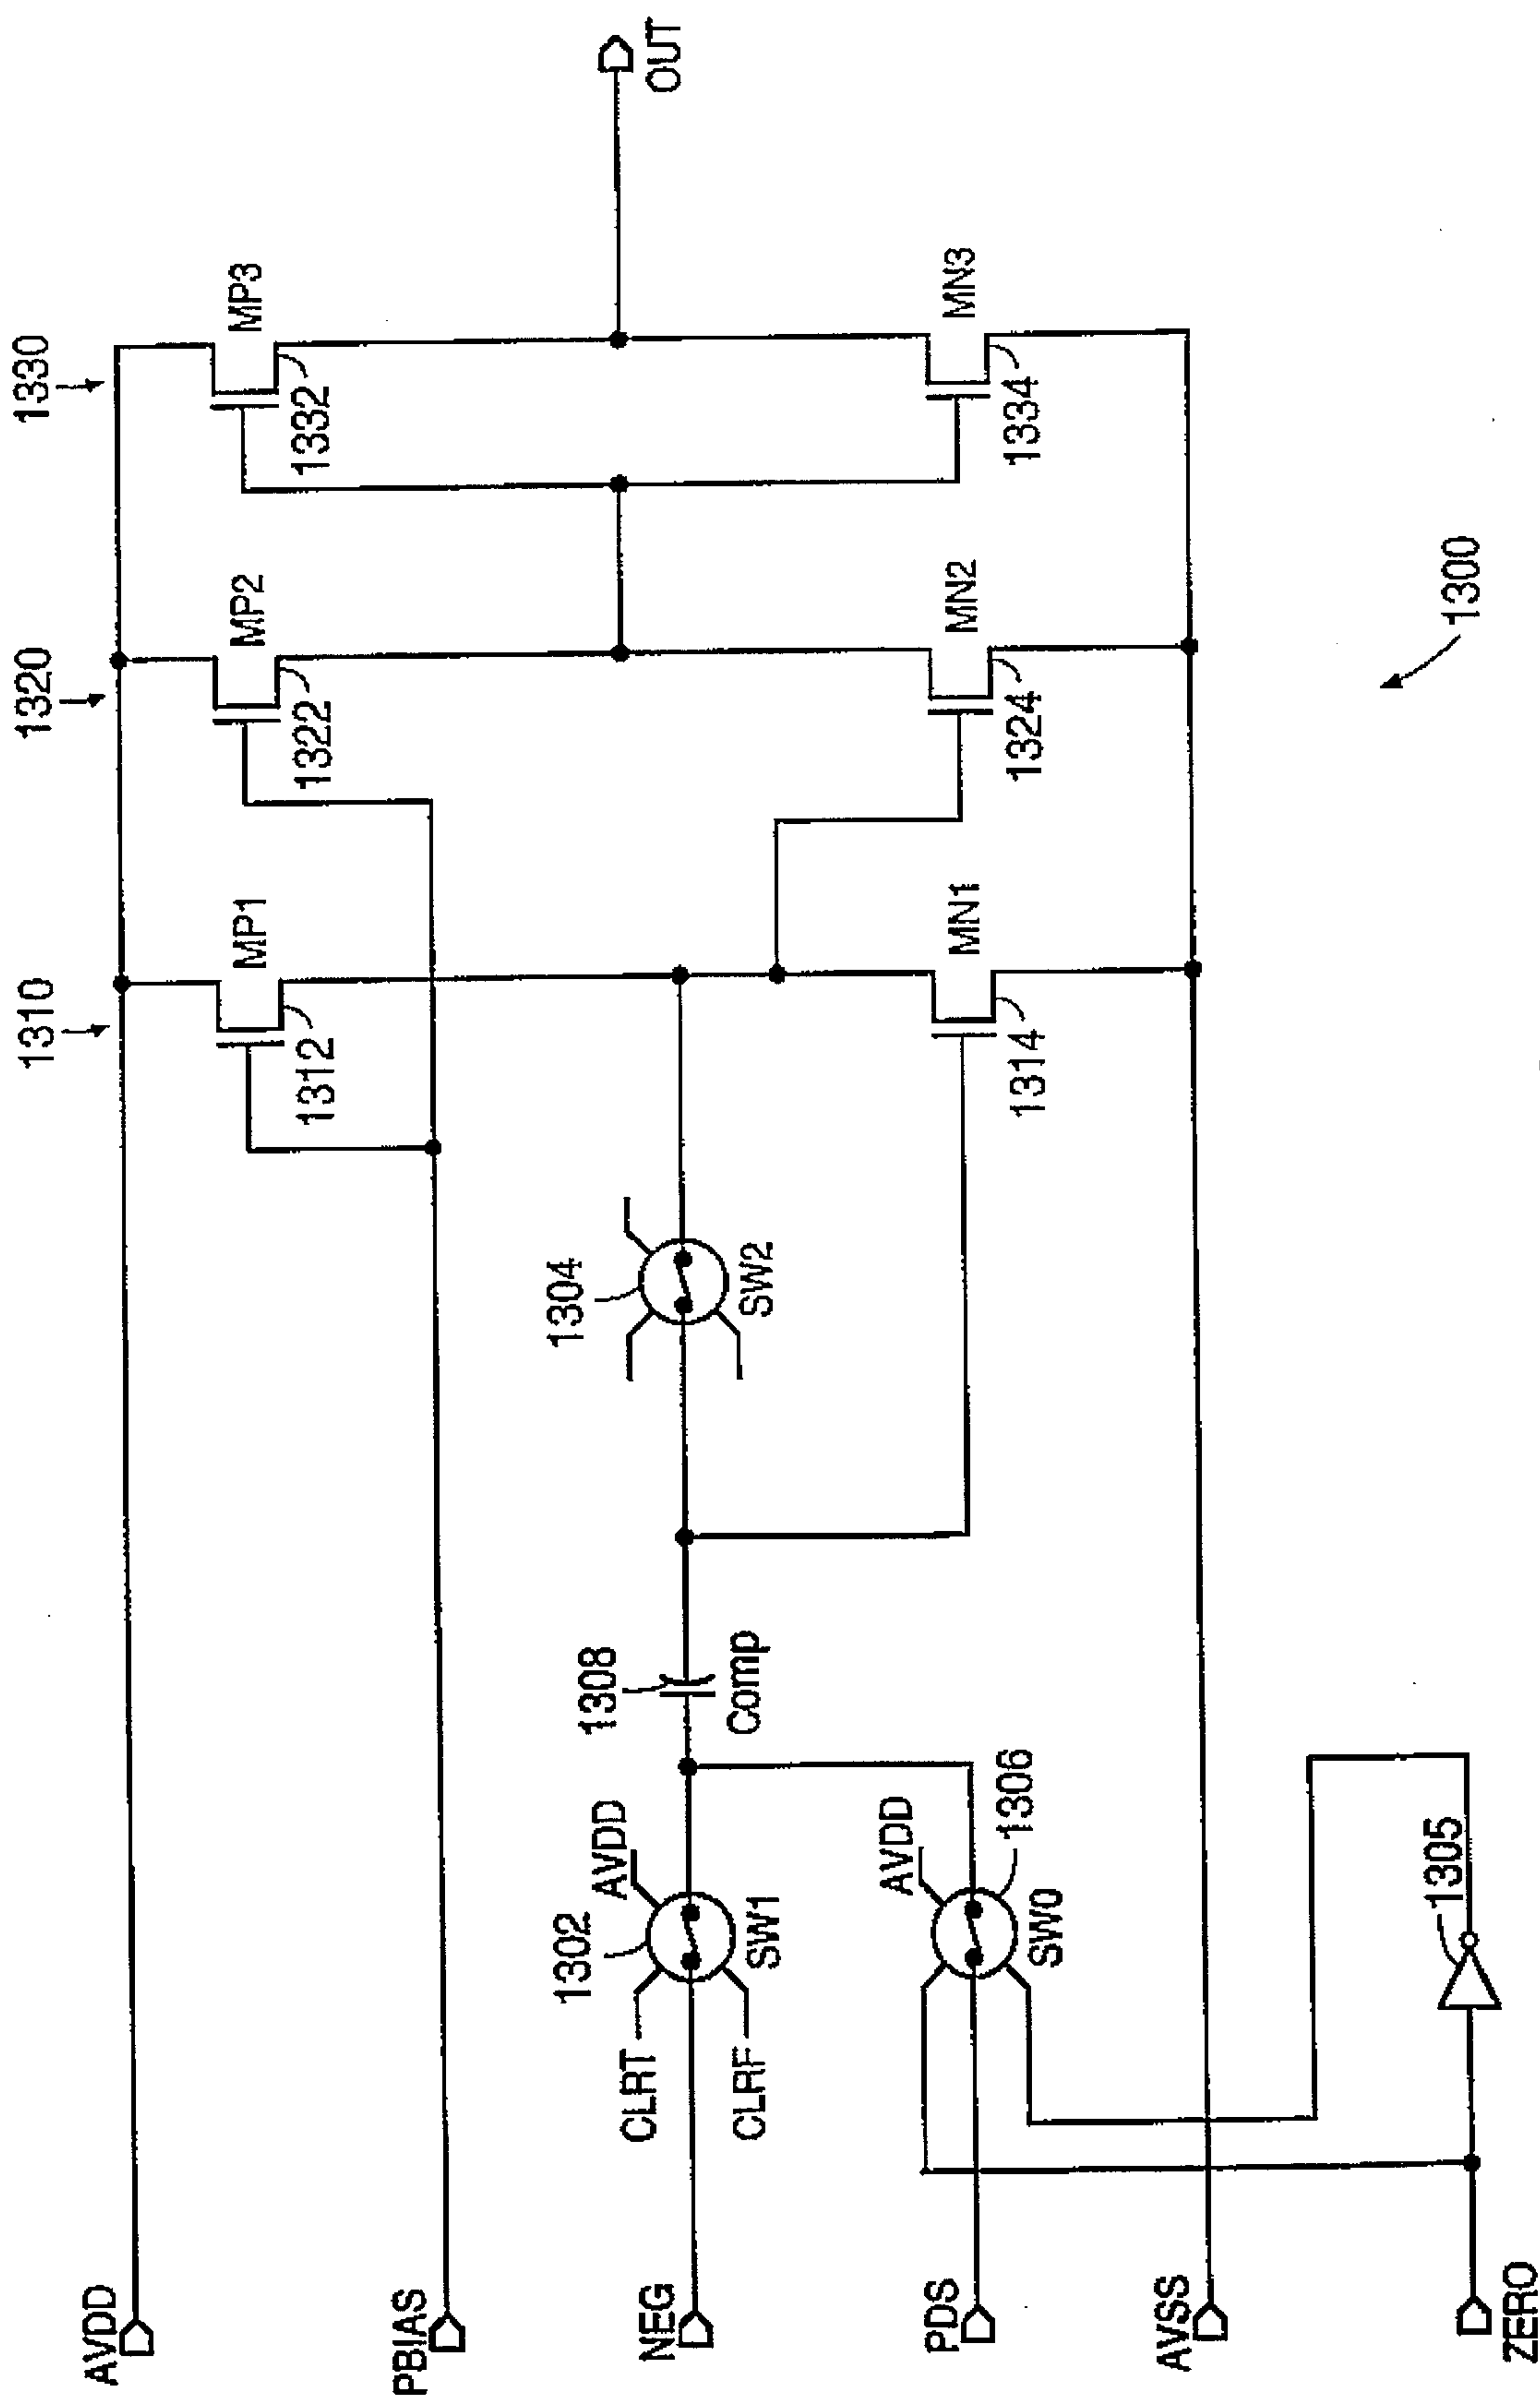 1310
1320
1330
AVDD
MP1
MP2
MP3
1312
1322
1332
PBIAS
1302
AVDD
1308
1304
CLRT
NEG
OUT
CLRF
SW1
Comp
SW2
AVDD
PDS
1306
SW0
MN1
MN2
MN3
1314
1324
1334
AVSS
1305
ZERO
1300